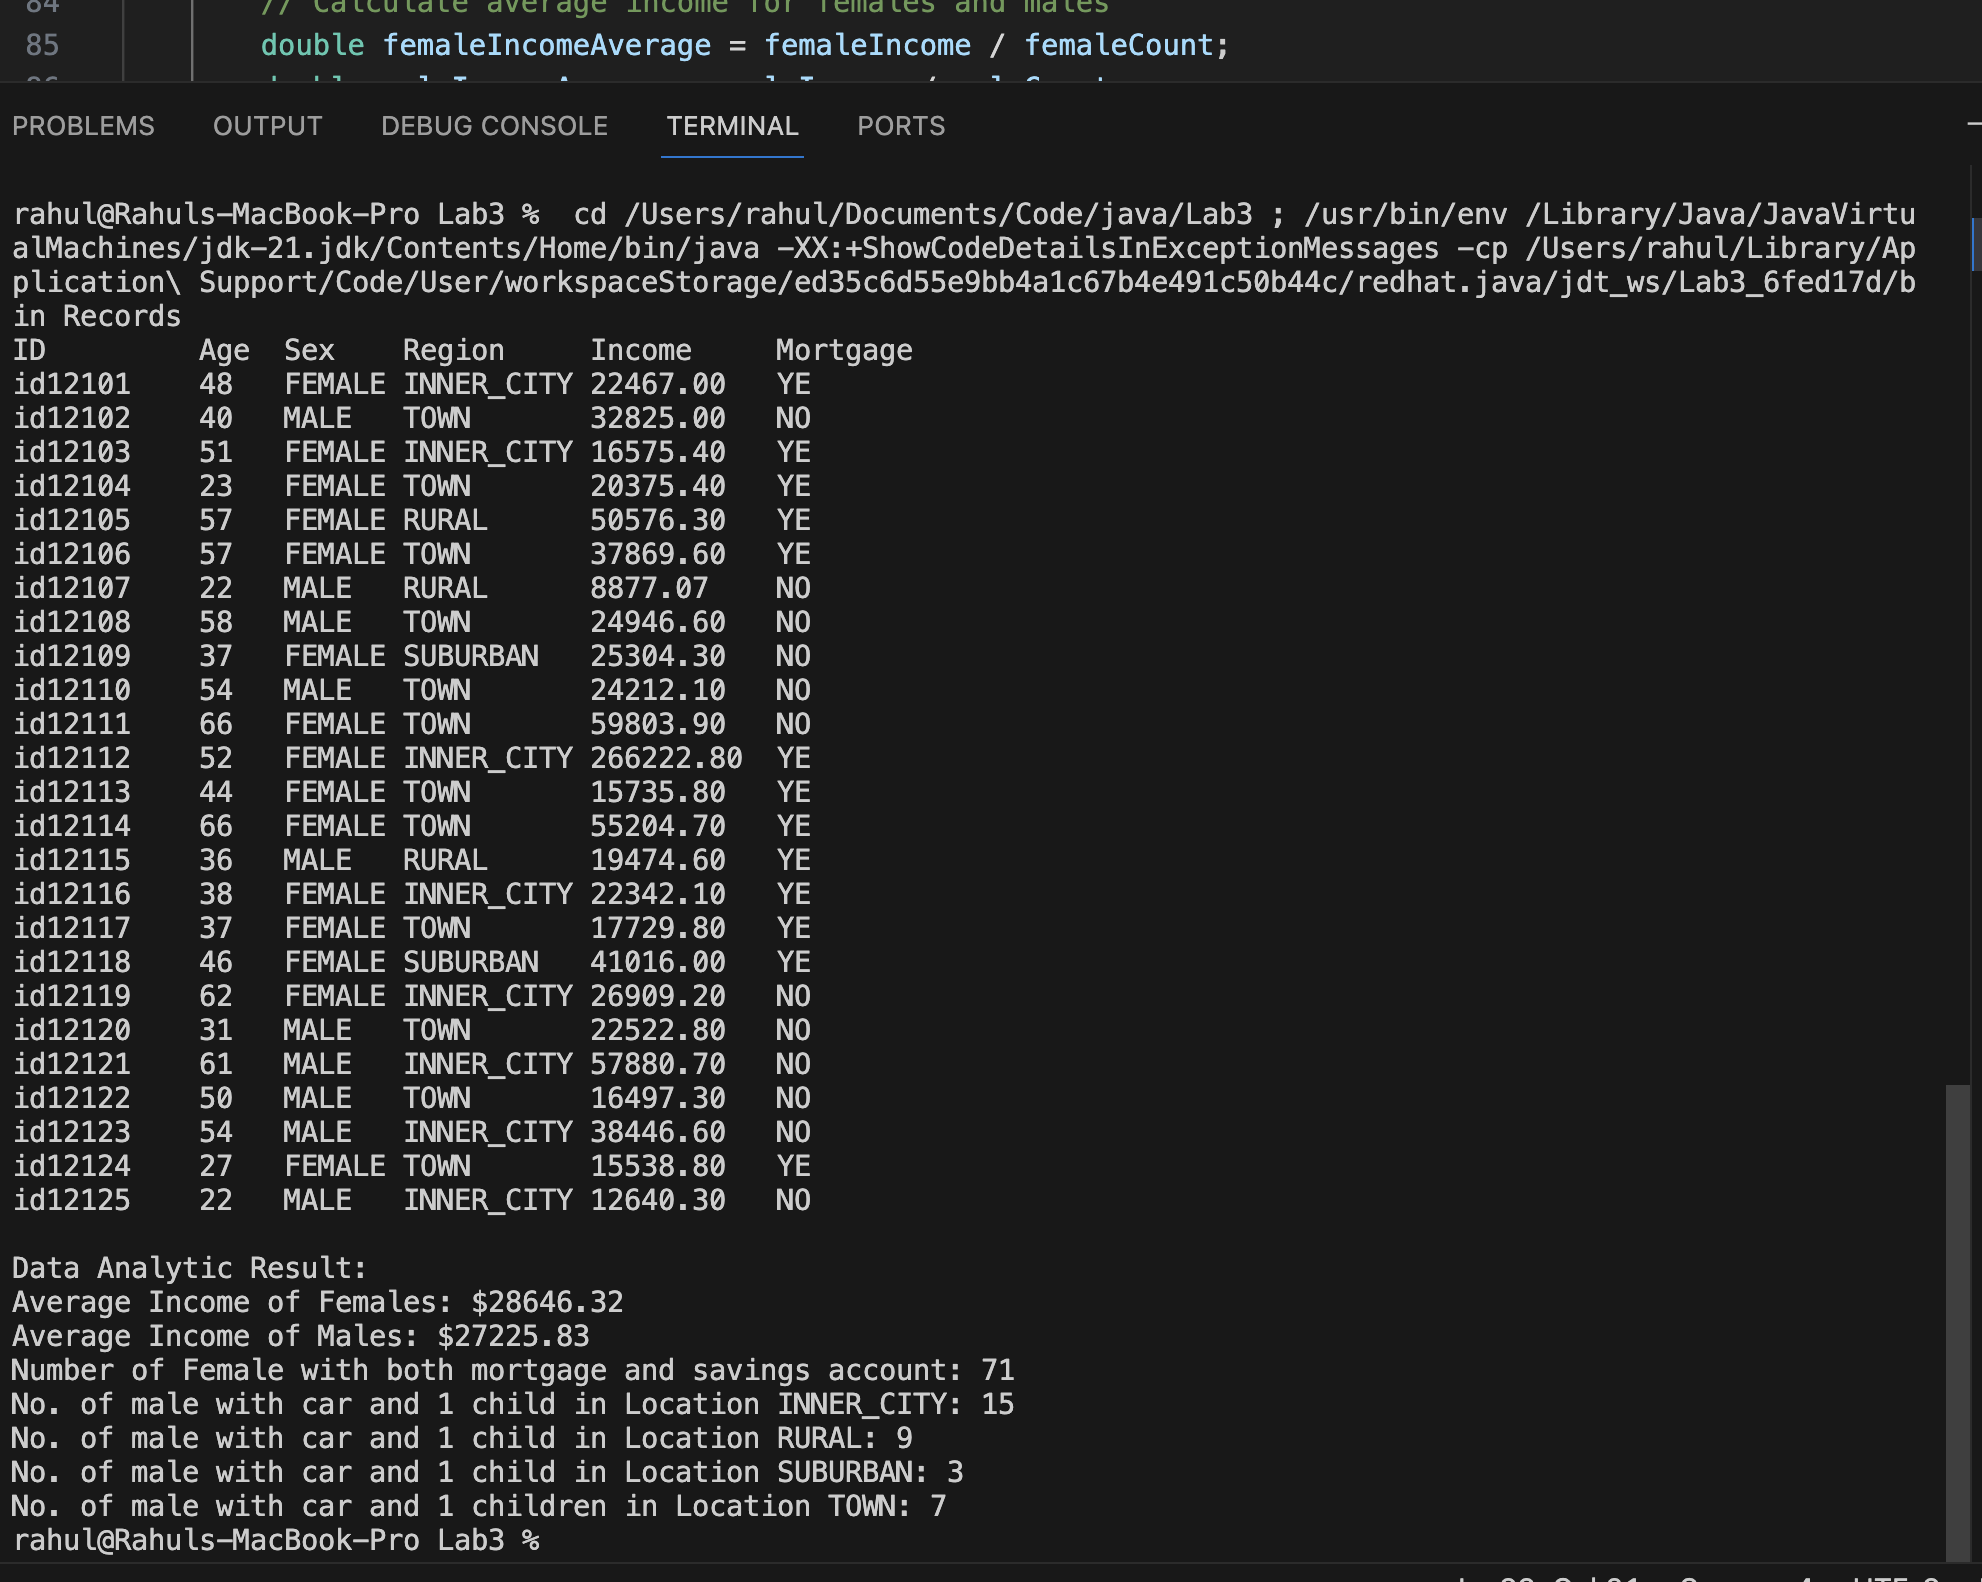 84 // Calculate average income for females and males
85 double femaleIncomeAverage = femaleIncome / femaleCount;
PROBLEMS OUTPUT DEBUG CONSOLE TERMINAL PORTS
rahul@Rahuls-MacBook-Pro Lab3 %  cd /Users/rahul/Documents/Code/java/Lab3 ; /usr/bin/env /Library/Java/JavaVirtu
alMachines/jdk-21.jdk/Contents/Home/bin/java -XX:+ShowCodeDetailsInExceptionMessages -cp /Users/rahul/Library/Ap
plication\ Support/Code/User/workspaceStorage/ed35c6d55e9bb4a1c67b4e491c50b44c/redhat.java/jdt_ws/Lab3_6fed17d/b
in Records
ID Age Sex Region Income Mortgage
id12101 48 FEMALE INNER_CITY 22467.00 YE
id12102 40 MALE TOWN 32825.00 NO
id12103 51 FEMALE INNER_CITY 16575.40 YE
id12104 23 FEMALE TOWN 20375.40 YE
id12105 57 FEMALE RURAL 50576.30 YE
id12106 57 FEMALE TOWN 37869.60 YE
id12107 22 MALE RURAL 8877.07 NO
id12108 58 MALE TOWN 24946.60 NO
id12109 37 FEMALE SUBURBAN 25304.30 NO
id12110 54 MALE TOWN 24212.10 NO
id12111 66 FEMALE TOWN 59803.90 NO
id12112 52 FEMALE INNER_CITY 266222.80 YE
id12113 44 FEMALE TOWN 15735.80 YE
id12114 66 FEMALE TOWN 55204.70 YE
id12115 36 MALE RURAL 19474.60 YE
id12116 38 FEMALE INNER_CITY 22342.10 YE
id12117 37 FEMALE TOWN 17729.80 YE
id12118 46 FEMALE SUBURBAN 41016.00 YE
id12119 62 FEMALE INNER_CITY 26909.20 NO
id12120 31 MALE TOWN 22522.80 NO
id12121 61 MALE INNER_CITY 57880.70 NO
id12122 50 MALE TOWN 16497.30 NO
id12123 54 MALE INNER_CITY 38446.60 NO
id12124 27 FEMALE TOWN 15538.80 YE
id12125 22 MALE INNER_CITY 12640.30 NO
Data Analytic Result:
Average Income of Females: $28646.32
Average Income of Males: $27225.83
Number of Female with both mortgage and savings account: 71
No. of male with car and 1 child in Location INNER_CITY: 15
No. of male with car and 1 child in Location RURAL: 9
No. of male with car and 1 child in Location SUBURBAN: 3
No. of male with car and 1 children in Location TOWN: 7
rahul@Rahuls-MacBook-Pro Lab3 %